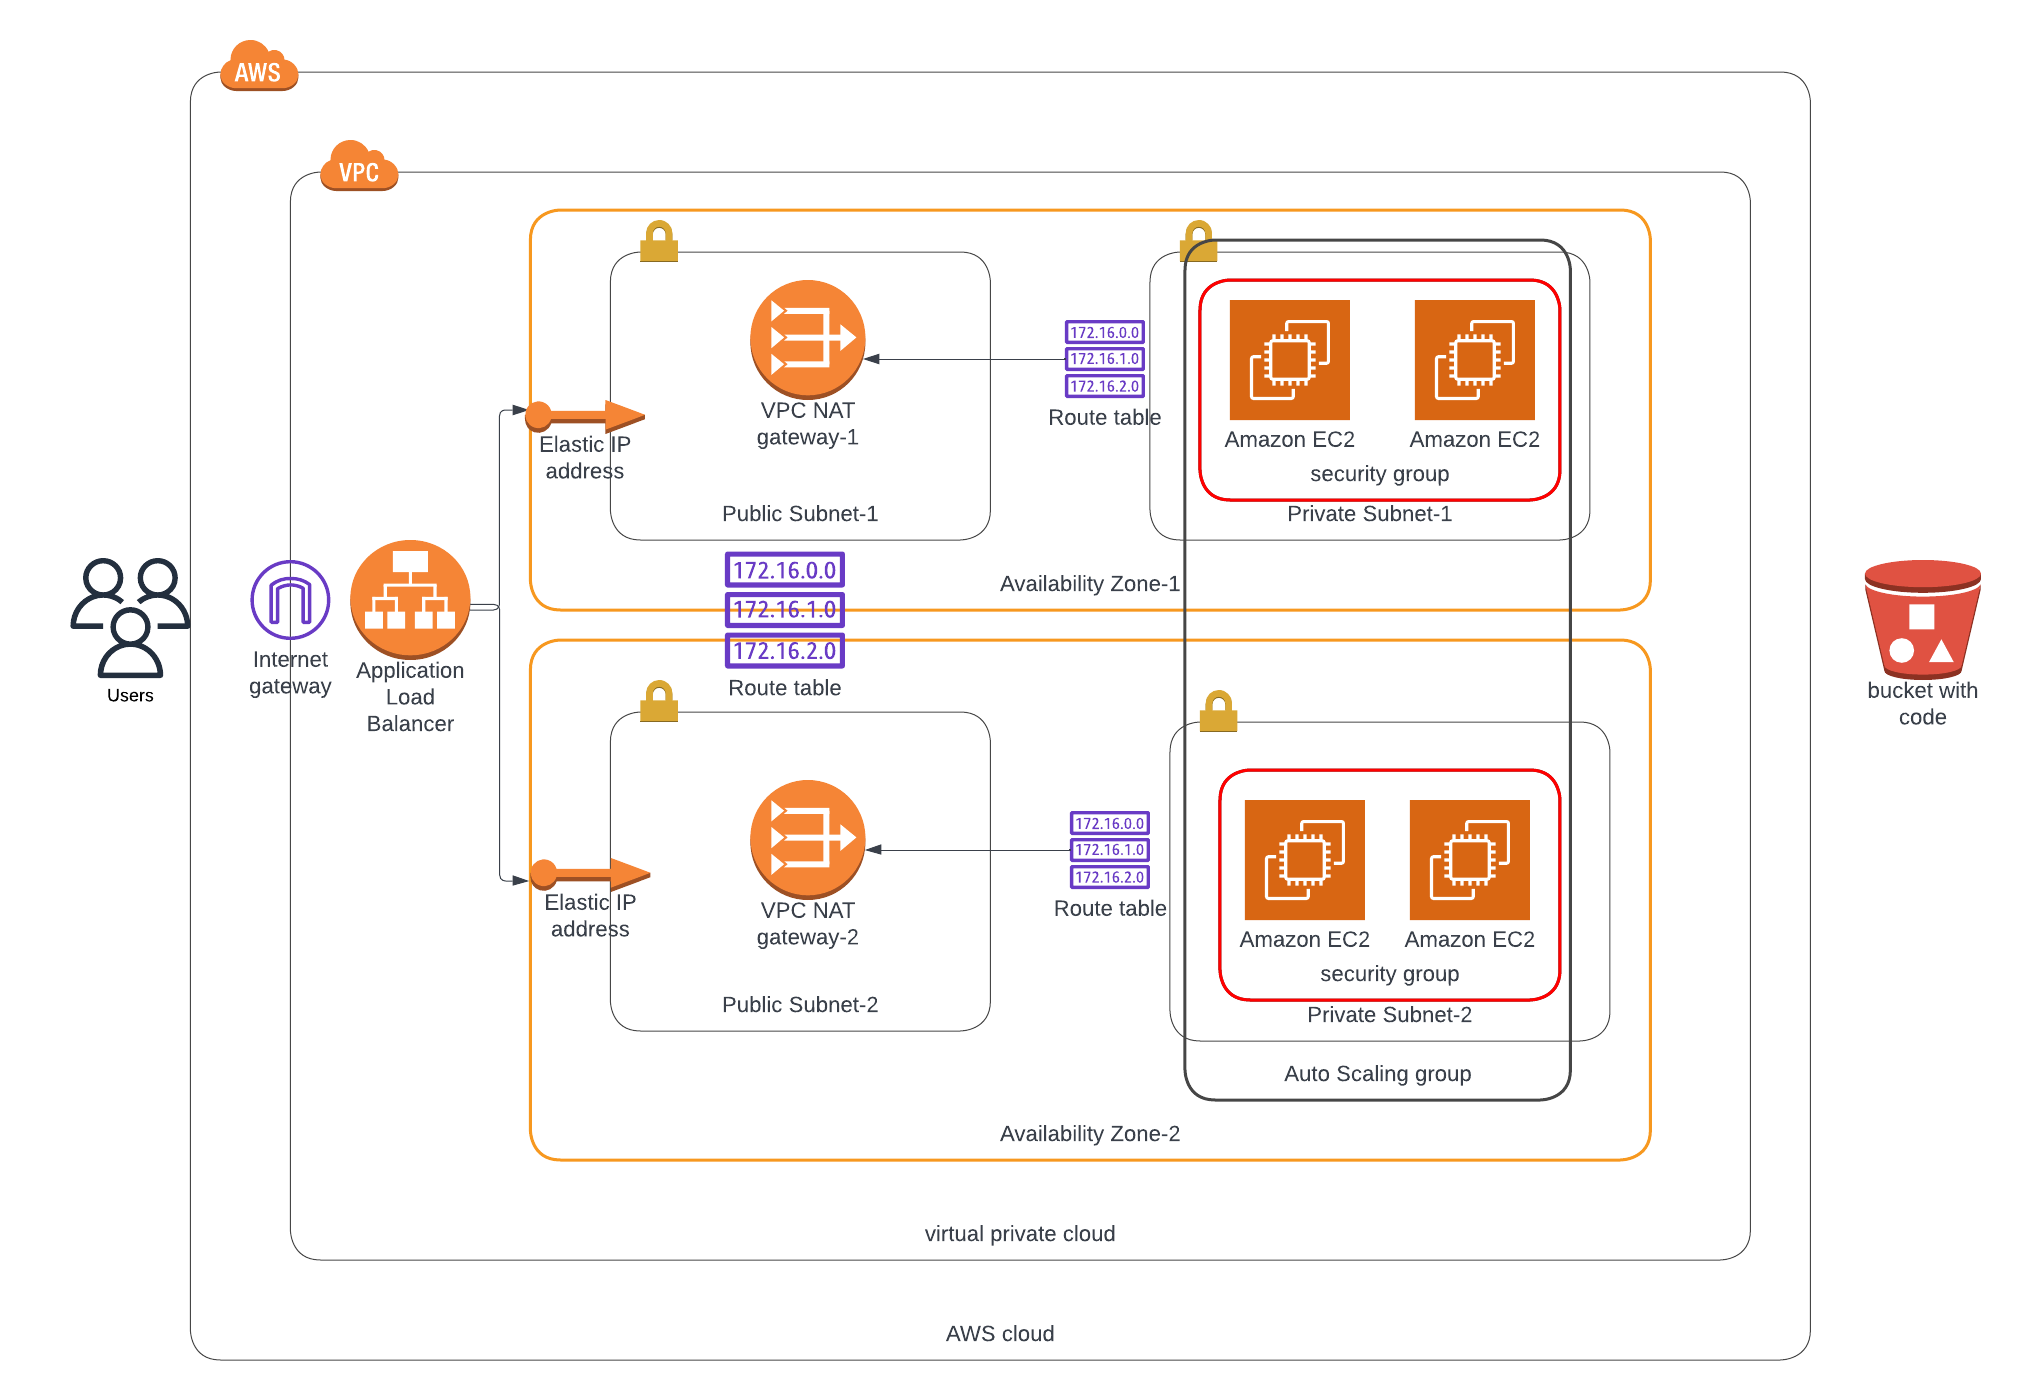 AWS
VPC
172.16.0.0
172.16.1.0
172.16.2.0
Route table
VPC NAT
gateway-1
Elastic IP
address
Public Subnet-1
Amazon EC2
Amazon EC2
security group
Private Subnet-1
Availability Zone-1
172.16.0.0
172.16.1.0
172.16.2.0
Route table
Users
Internet
gateway
Application
Load
Balancer
bucket with
code
172.16.0.0
172.16.1.0
172.16.2.0
Route table
Elastic IP
address
VPC NAT
gateway-2
Public Subnet-2
Amazon EC2
Amazon EC2
security group
Private Subnet-2
Auto Scaling group
Availability Zone-2
virtual private cloud
AWS cloud